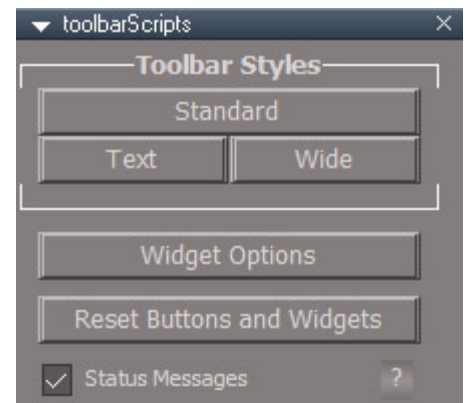 toolbarScripts
Toolbar Styles
Standard
Text Wide
Widget Options
Reset Buttons and Widgets
Status Messages ?